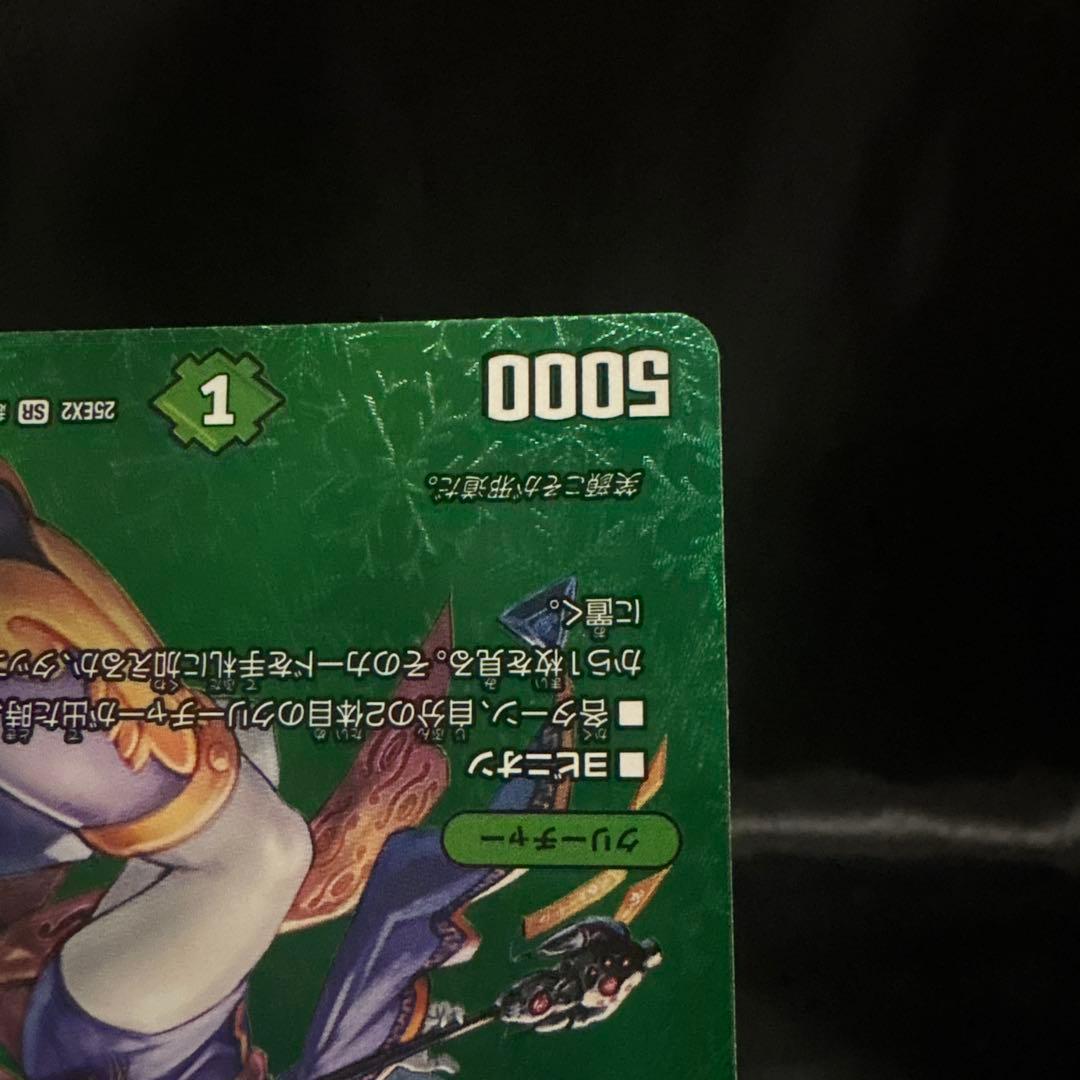 クリーチャー
■ヨビニオン
■各ターン、自分の2体目のクリーチャーが出た時
から1枚を見る。そのカードを手札に加えるか、タップ
に置く。
笑顔こそが邪道だ。
5000
1
25EX2 SR